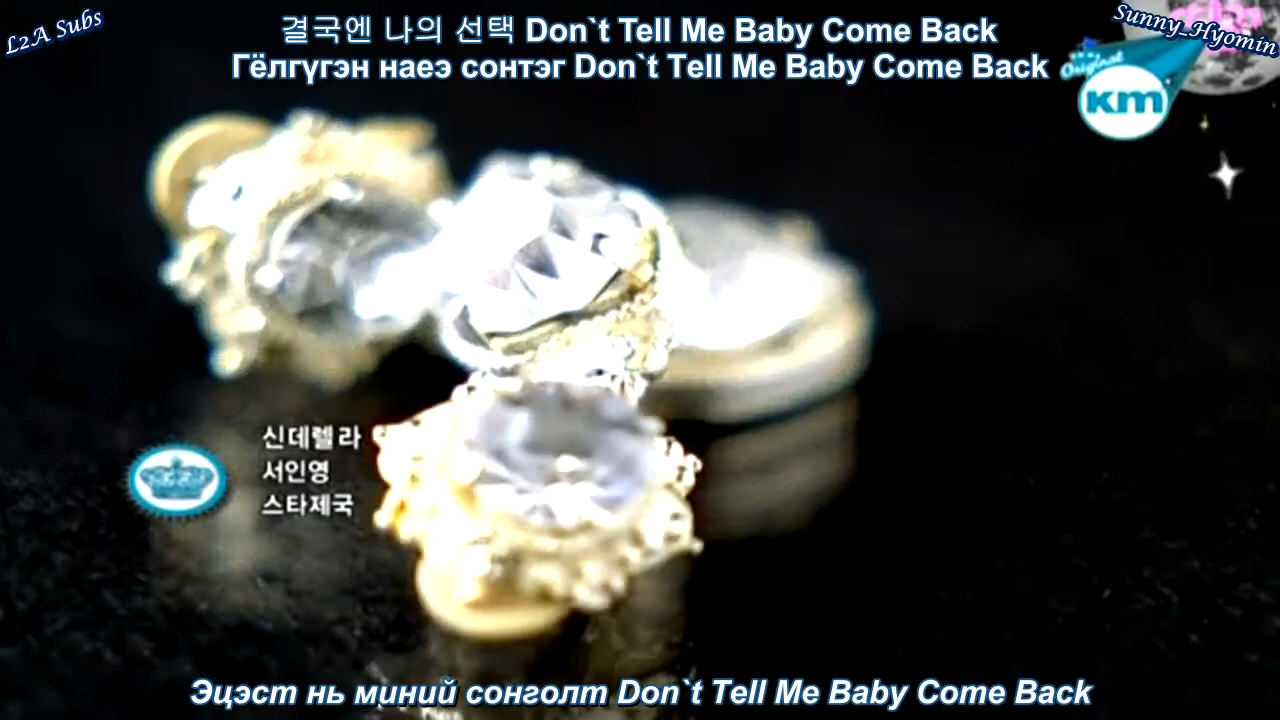 L2A Subs
결국엔 나의 선택 Don`t Tell Me Baby Come Back
Гёлгүгэн наеэ сонтэг Don`t Tell Me Baby Come Back
Sunny_Hyomin
Original
km
신데렐라
서인영
스타제국
Эцэст нь миний сонголт Don`t Tell Me Baby Come Back